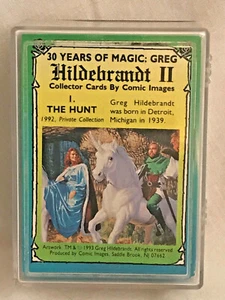 30 YEARS OF MAGIC: GREG
Hildebrandt II
Collector Cards By Comic Images
1.
THE HUNT
1992, Private Collection
Greg Hildebrandt
was born in Detroit,
Michigan in 1939.
Artwork TM & © 1993 Greg Hildebrandt. All rights reserved.
Produced by Comic Images, Saddle Brook, NJ 07662